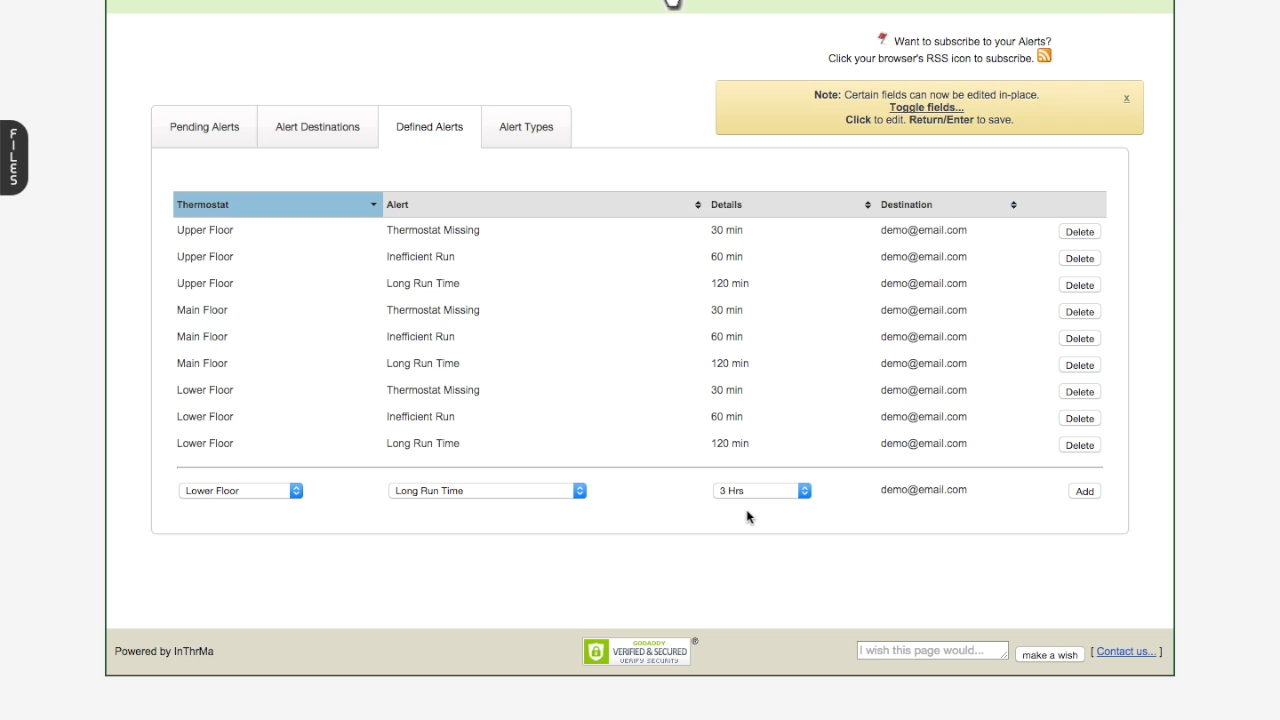 Want to subscribe to your Alerts?
Click your browser's RSS icon to subscribe.
Note: Certain fields can now be edited in-place.
Toggle fields...
Click to edit. Return/Enter to save.
x
FILES
Pending Alerts Alert Destinations Defined Alerts Alert Types
Thermostat Alert Details Destination
Upper Floor Thermostat Missing 30 min demo@email.com Delete
Upper Floor Inefficient Run 60 min demo@email.com Delete
Upper Floor Long Run Time 120 min demo@email.com Delete
Main Floor Thermostat Missing 30 min demo@email.com Delete
Main Floor Inefficient Run 60 min demo@email.com Delete
Main Floor Long Run Time 120 min demo@email.com Delete
Lower Floor Thermostat Missing 30 min demo@email.com Delete
Lower Floor Inefficient Run 60 min demo@email.com Delete
Lower Floor Long Run Time 120 min demo@email.com Delete
Lower Floor Long Run Time 3 Hrs demo@email.com Add
Powered by InThrMa
GODADDY
VERIFIED & SECURED
VERIFY SECURITY
®
I wish this page would... make a wish [ Contact us... ]